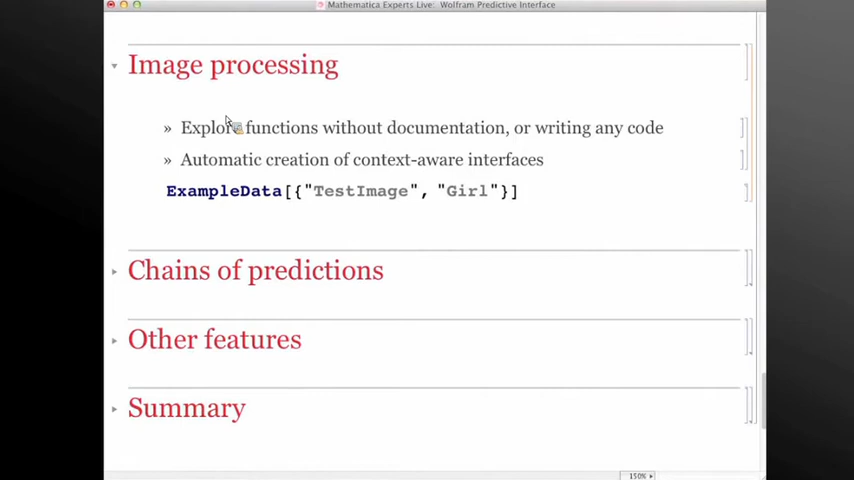 Mathematica Experts Live: Wolfram Predictive Interface
Image processing
» Explore functions without documentation, or writing any code
» Automatic creation of context-aware interfaces
ExampleData[{"TestImage", "Girl"}]
Chains of predictions
Other features
Summary
150%